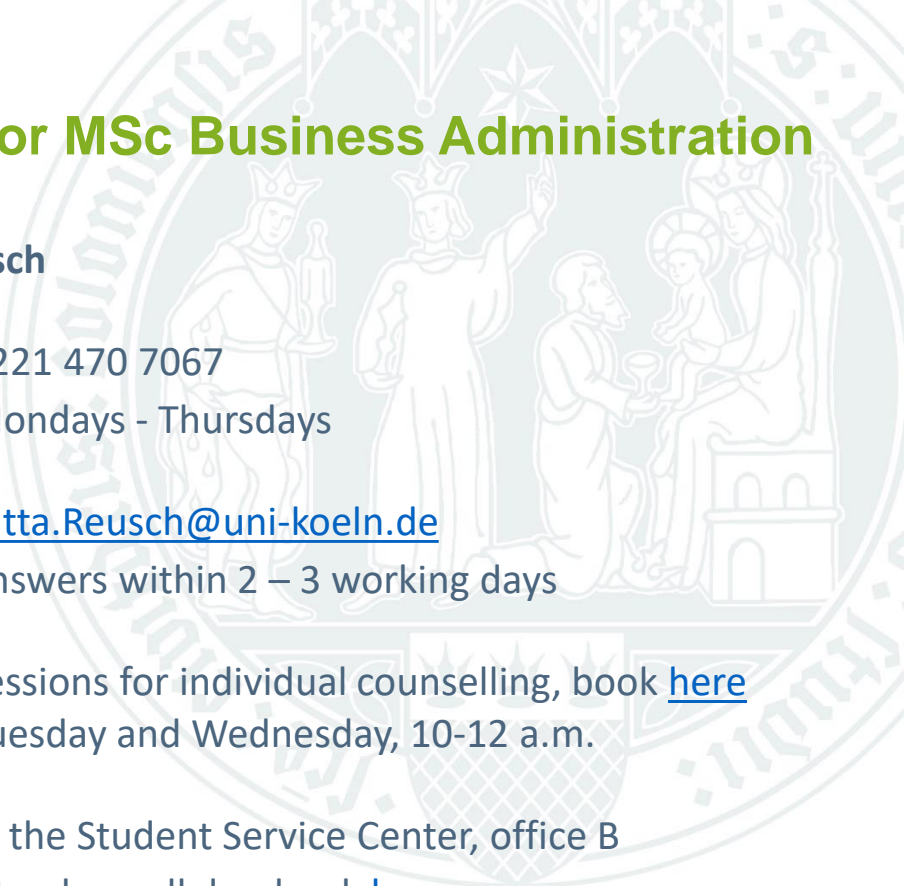 or MSc Business Administration
sch
221 470 7067
ondays - Thursdays
tta.Reusch@uni-koeln.de
nswers within 2 – 3 working days
essions for individual counselling, book here
uesday and Wednesday, 10-12 a.m.
the Student Service Center, office B